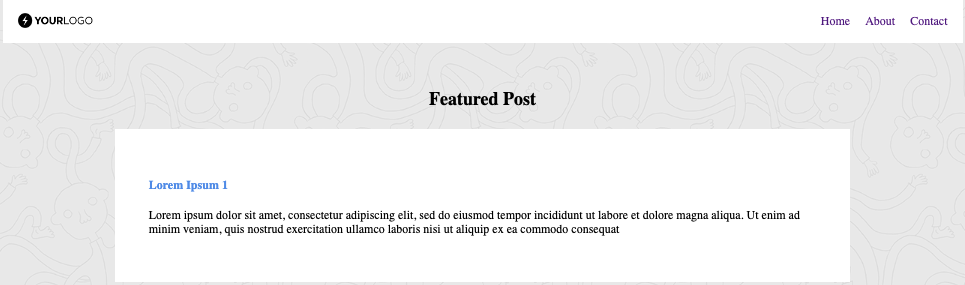 YOURLOGO
Home About Contact
Featured Post
Lorem Ipsum 1
Lorem ipsum dolor sit amet, consectetur adipiscing elit, sed do eiusmod tempor incididunt ut labore et dolore magna aliqua. Ut enim ad
minim veniam, quis nostrud exercitation ullamco laboris nisi ut aliquip ex ea commodo consequat